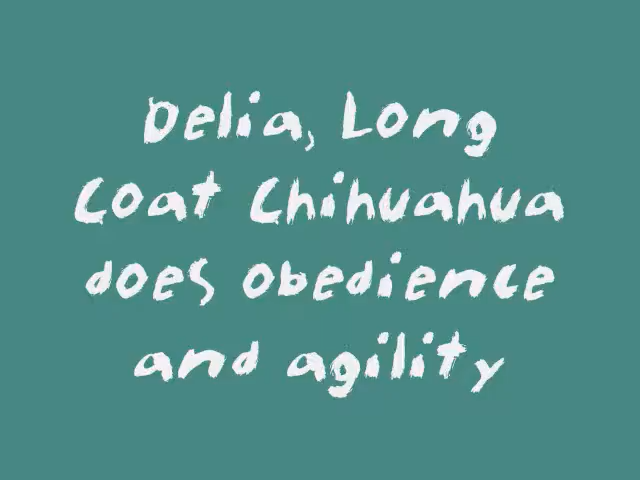 Delia, Long
Coat Chihuahua
does obedience
and agility